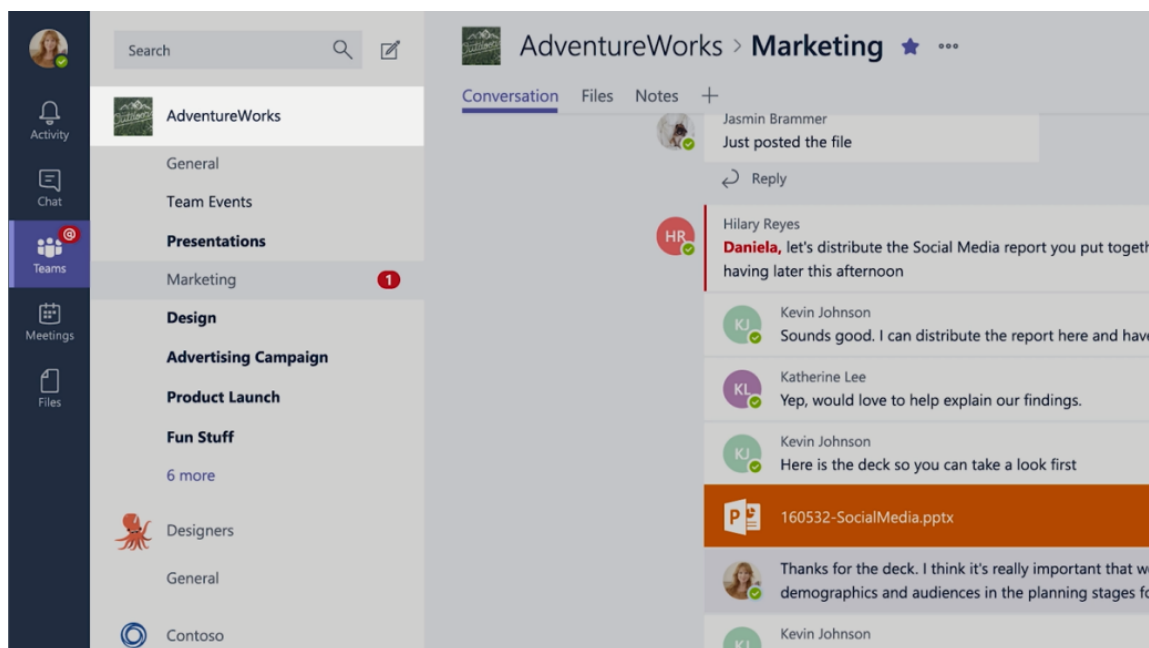 Search
AdventureWorks > Marketing
Activity
Chat
@
Teams
Meetings
Files
AdventureWorks
General
Team Events
Presentations
Marketing 1
Design
Advertising Campaign
Product Launch
Fun Stuff
6 more
Designers
General
Contoso
Conversation Files Notes +
Jasmin Brammer
Just posted the file
Reply
HR
Hilary Reyes
Daniela, let's distribute the Social Media report you put
having later this afternoon
KJ
Kevin Johnson
Sounds good. I can distribute the report here and have
KL
Katherine Lee
Yep, would love to help explain our findings.
KJ
Kevin Johnson
Here is the deck so you can take a look first
160532-SocialMedia.pptx
Thanks for the deck. I think it's really important that
demographics and audiences in the planning stages
KJ
Kevin Johnson